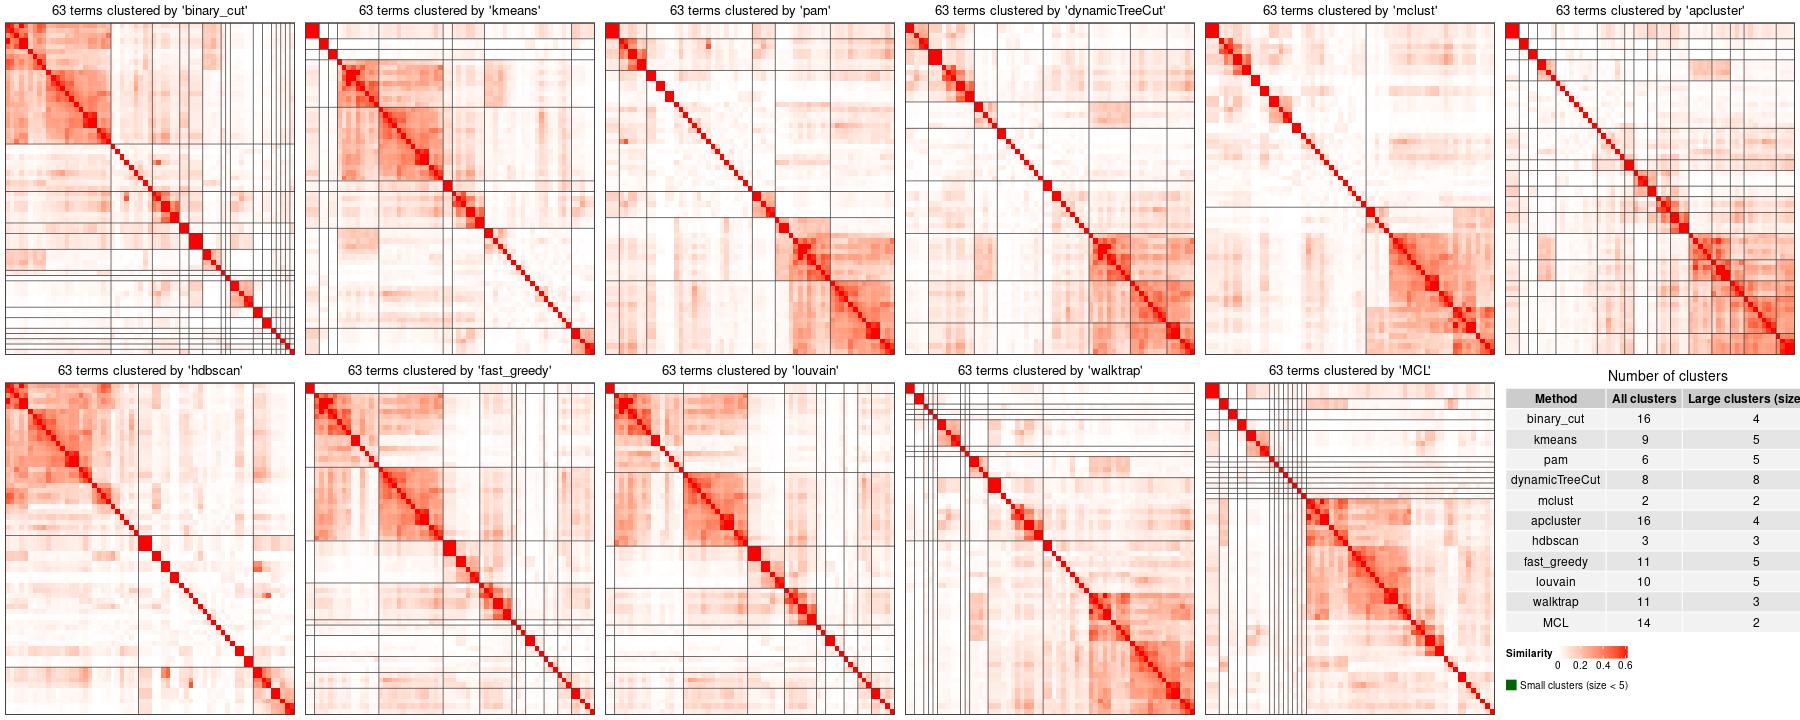 63 terms clustered by 'binary_cut'
63 terms clustered by 'kmeans'
63 terms clustered by 'pam'
63 terms clustered by 'dynamicTreeCut'
63 terms clustered by 'mclust'
63 terms clustered by 'apcluster'
63 terms clustered by 'hdbscan'
63 terms clustered by 'fast_greedy'
63 terms clustered by 'louvain'
63 terms clustered by 'walktrap'
63 terms clustered by 'MCL'
Number of clusters
Method All clusters Large clusters (size
binary_cut 16 4
kmeans 9 5
pam 6 5
dynamicTreeCut 8 8
mclust 2 2
apcluster 16 4
hdbscan 3 3
fast_greedy 11 5
louvain 10 5
walktrap 11 3
MCL 14 2
Similarity
0 0.2 0.4 0.6
Small clusters (size < 5)